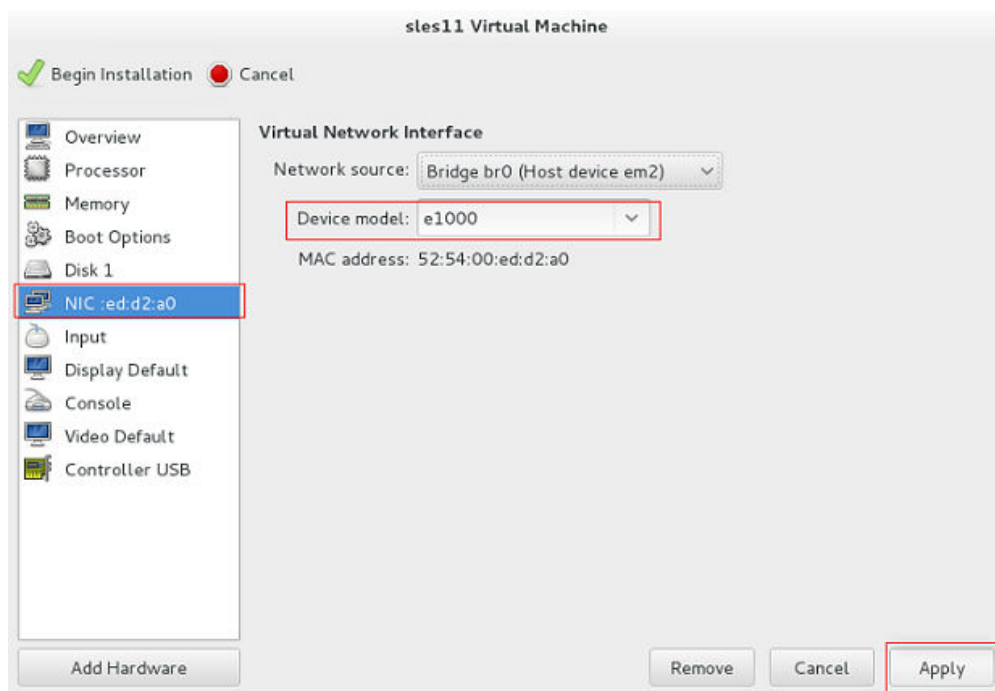 sles11 Virtual Machine
Begin Installation Cancel
Overview
Processor
Memory
Boot Options
Disk 1
NIC :ed:d2:a0
Input
Display Default
Console
Video Default
Controller USB
Add Hardware
Virtual Network Interface
Network source: Bridge br0 (Host device em2)
Device model: e1000
MAC address: 52:54:00:ed:d2:a0
Remove Cancel Apply